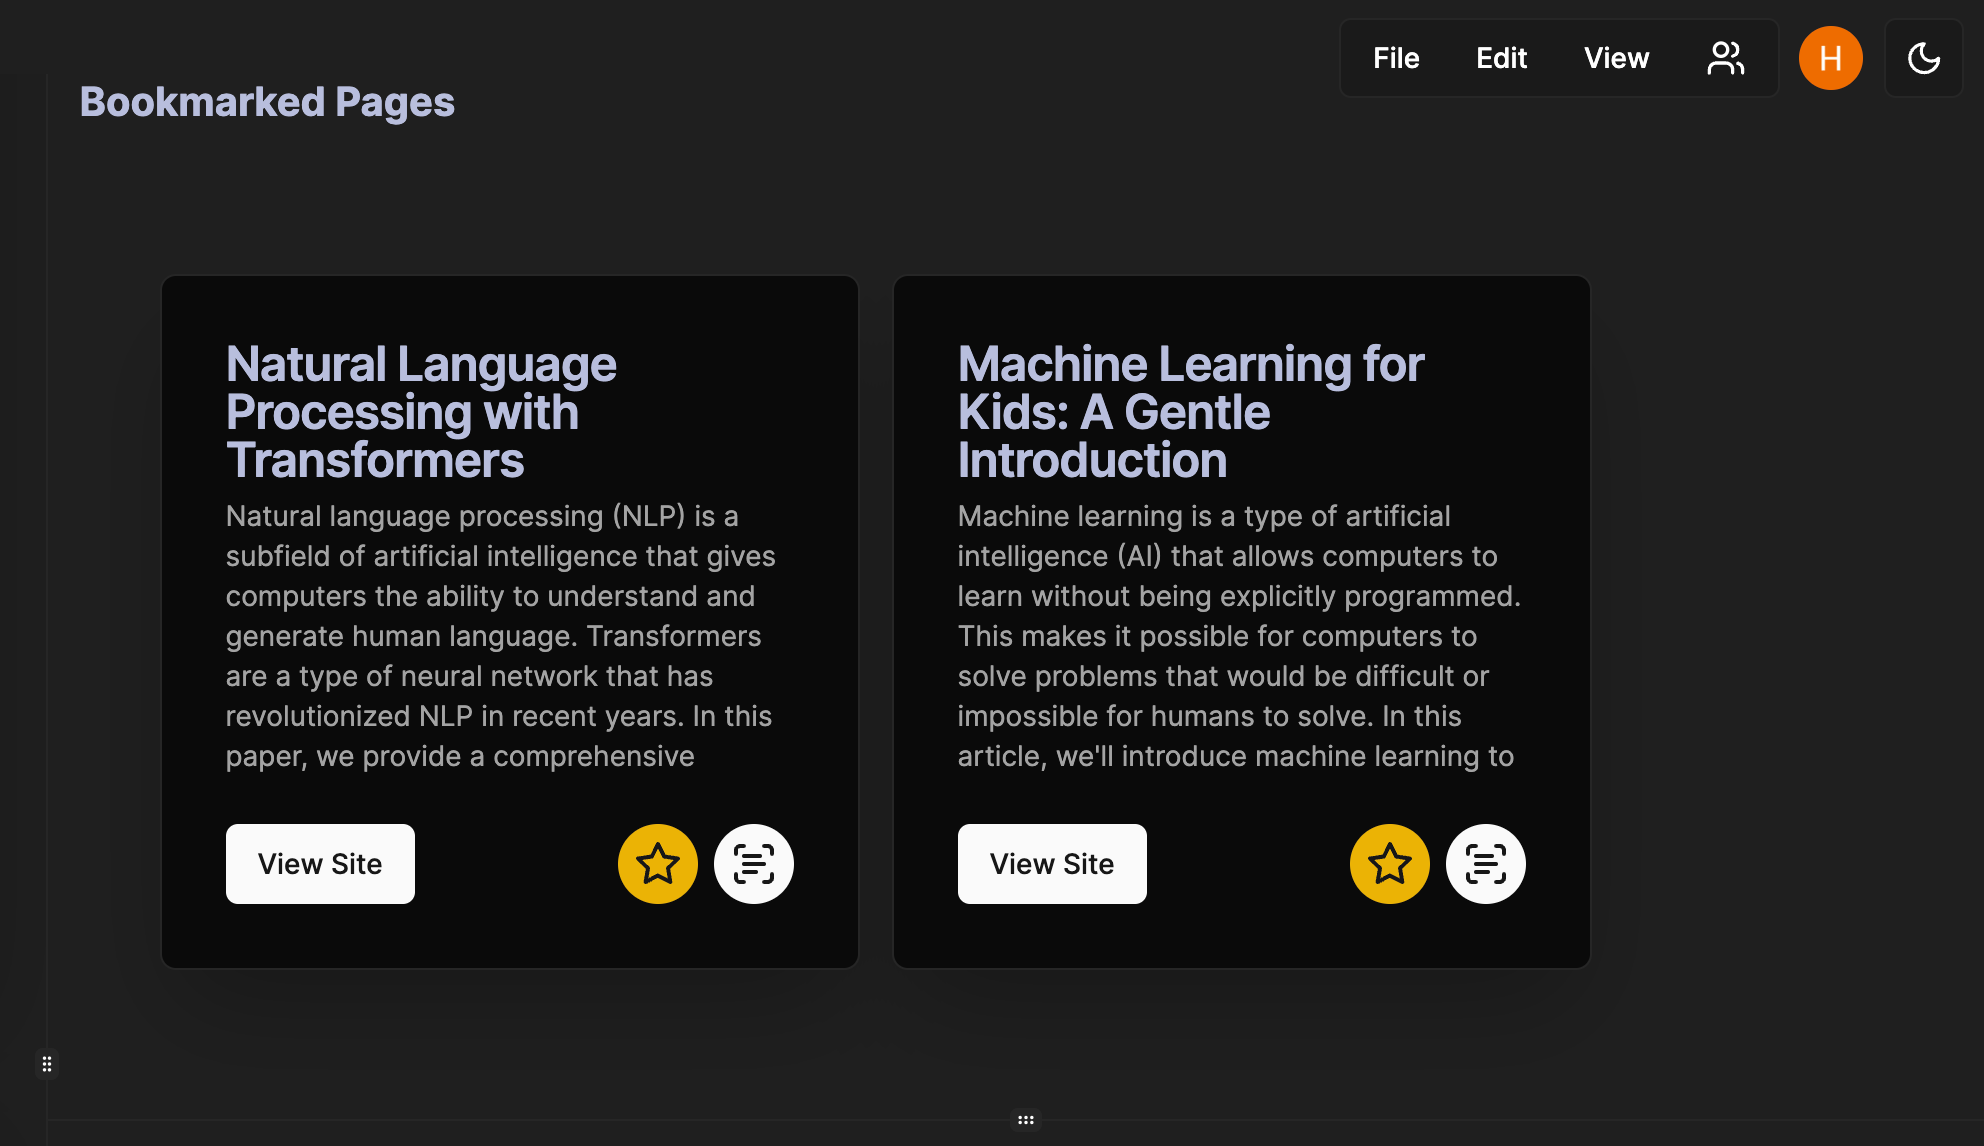 File Edit View
H
Bookmarked Pages
Natural Language
Processing with
Transformers
Natural language processing (NLP) is a
subfield of artificial intelligence that gives
computers the ability to understand and
generate human language. Transformers
are a type of neural network that has
revolutionized NLP in recent years. In this
paper, we provide a comprehensive
View Site
Machine Learning for
Kids: A Gentle
Introduction
Machine learning is a type of artificial
intelligence (AI) that allows computers to
learn without being explicitly programmed.
This makes it possible for computers to
solve problems that would be difficult or
impossible for humans to solve. In this
article, we'll introduce machine learning to
View Site